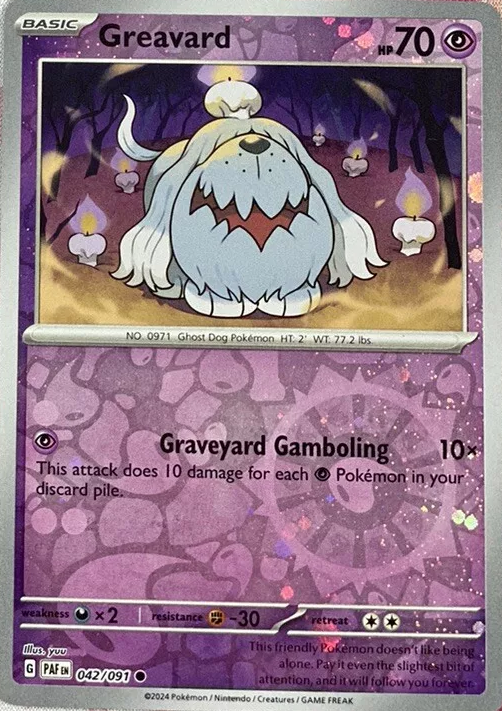 BASIC
Greavard HP 70
NO. 0971 Ghost Dog Pokémon HT: 2' WT: 77.2 lbs
Graveyard Gamboling 10×
This attack does 10 damage for each Pokémon in your
discard pile.
weakness ×2 resistance -30 retreat
Illus. yuu
G PAF EN 042/091
This friendly Pokémon doesn't like being
alone. Pay it even the slightest bit of
attention, and it will follow you forever.
©2024 Pokémon / Nintendo / Creatures / GAME FREAK